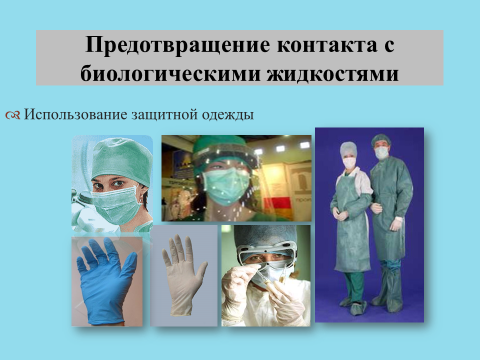 Предотвращение контакта с
биологическими жидкостями
Использование защитной одежды